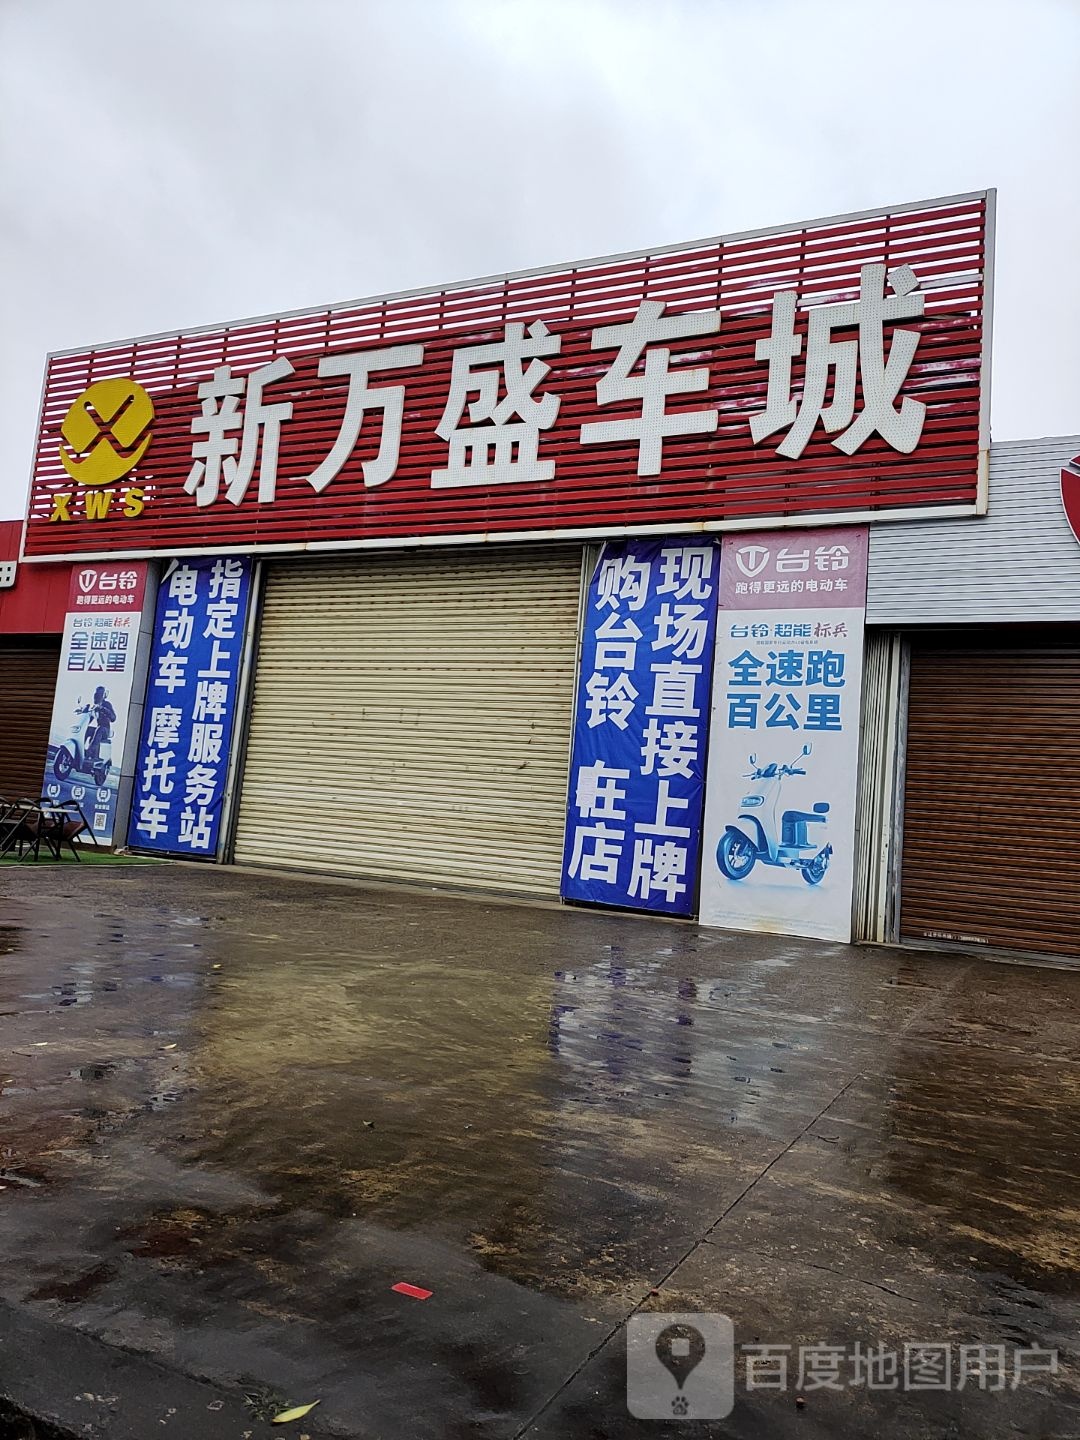 新万盛车城
XWS
台铃
跑得更远的电动车
台铃·超能标兵
全速跑
百公里
电动车 摩托车
指定上牌服务站
购台铃 在店
现场直接上牌
台铃
跑得更远的电动车
台铃·超能标兵
全速跑
百公里
百度地图用户